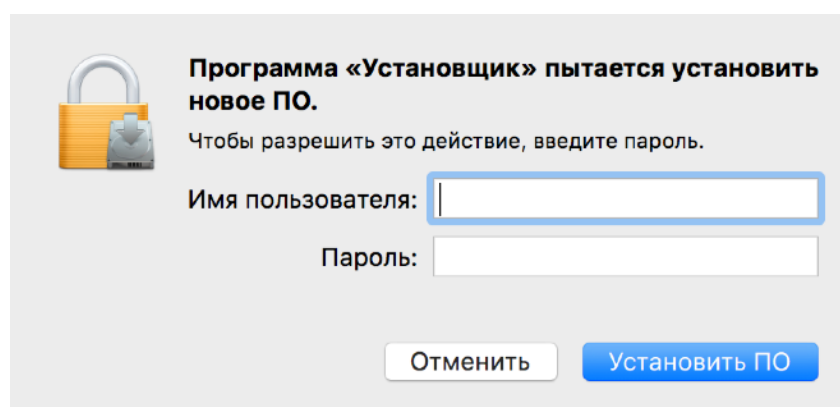 Программа «Установщик» пытается установить
новое ПО.
Чтобы разрешить это действие, введите пароль.
Имя пользователя:
Пароль:
Отменить
Установить ПО